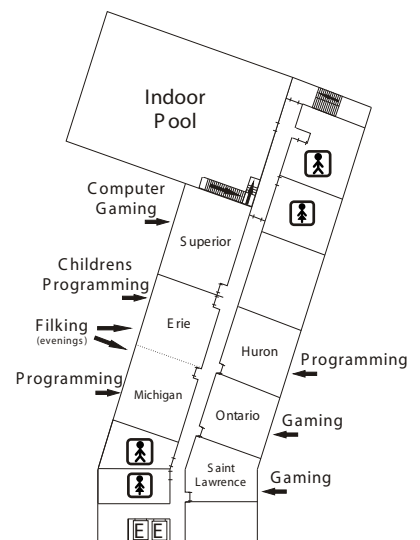 Indoor
Pool
Computer
Gaming
Superior
Childrens
Programming
Erie
Filking
(evenings)
Huron
Programming
Programming
Michigan
Ontario
Gaming
Saint
Lawrence
Gaming
E E